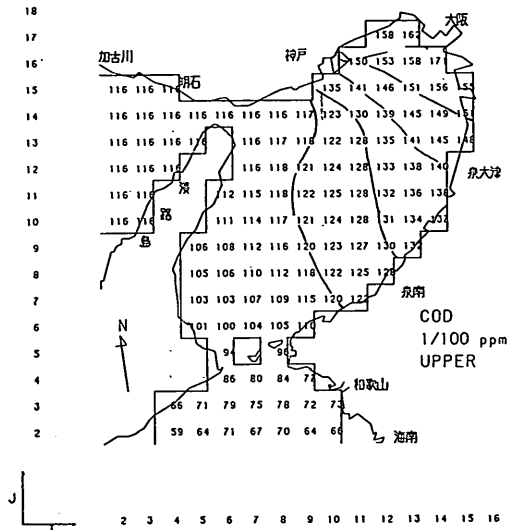 18 大阪
158 162
17 加古川 神戸 150 153 158 171
16 明石
15 116 116 116 135 141 146 151 156 155
14 116 116 116 116 116 116 116 117 123 130 139 145 149 151
13 116 116 116 116 116 116 117 118 122 128 135 141 145 148
12 116 116 116 淡 116 118 121 124 128 133 138 140 泉大津
11 116 116 路 112 115 118 122 125 128 132 136 138
10 116 116 島 111 114 117 121 124 128 131 134 137
9 106 108 112 116 120 123 127 130 132
8 105 106 110 112 118 122 125 128 泉南
7 103 103 107 109 115 120 122
6 N 101 100 104 105 110 COD
5 94 96 1/100 ppm
UPPER
4 86 80 84 77 和歌山
3 66 71 79 75 78 72 73
2 59 64 71 67 70 64 66 海南
J
2 3 4 5 6 7 8 9 10 11 12 13 14 15 16